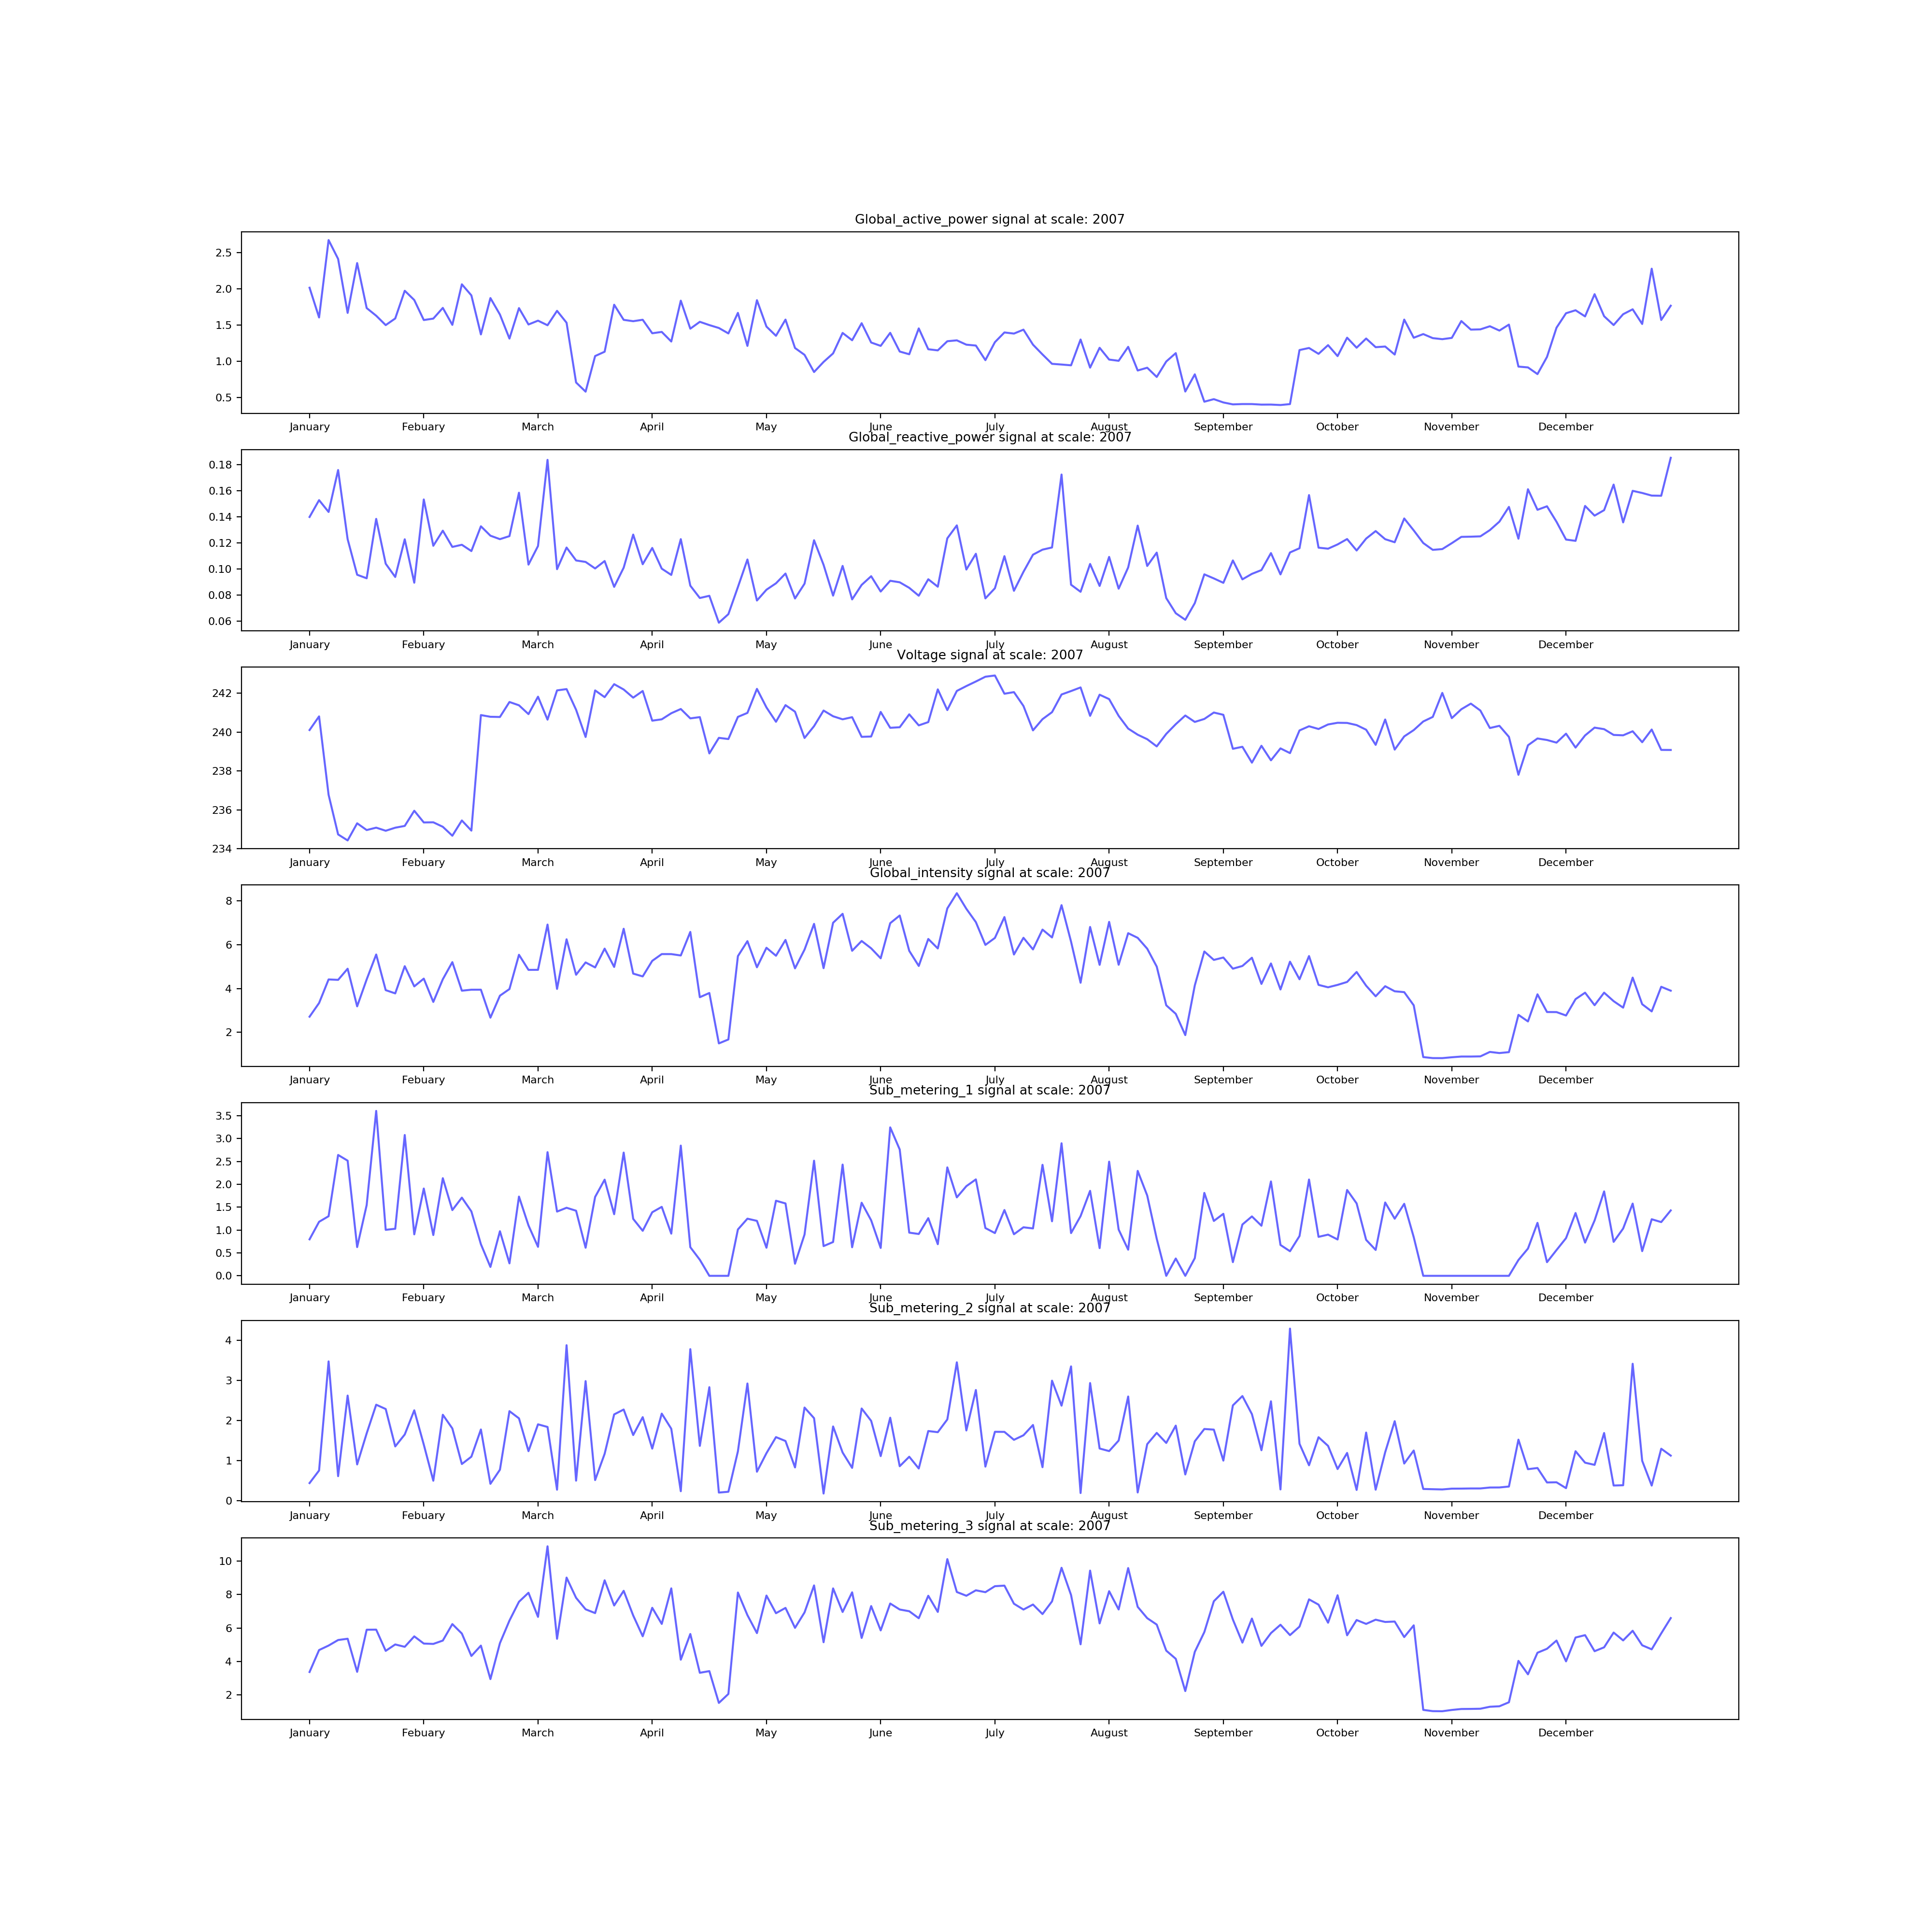 Global_active_power signal at scale: 2007
2.5
2.0
1.5
1.0
0.5
January Febuary March April May June July August September October November December
Global_reactive_power signal at scale: 2007
0.18
0.16
0.14
0.12
0.10
0.08
0.06
January Febuary March April May June July August September October November December
Voltage signal at scale: 2007
242
240
238
236
234
January Febuary March April May June July August September October November December
Global_intensity signal at scale: 2007
8
6
4
2
January Febuary March April May June July August September October November December
Sub_metering_1 signal at scale: 2007
3.5
3.0
2.5
2.0
1.5
1.0
0.5
0.0
January Febuary March April May June July August September October November December
Sub_metering_2 signal at scale: 2007
4
3
2
1
0
January Febuary March April May June July August September October November December
Sub_metering_3 signal at scale: 2007
10
8
6
4
2
January Febuary March April May June July August September October November December